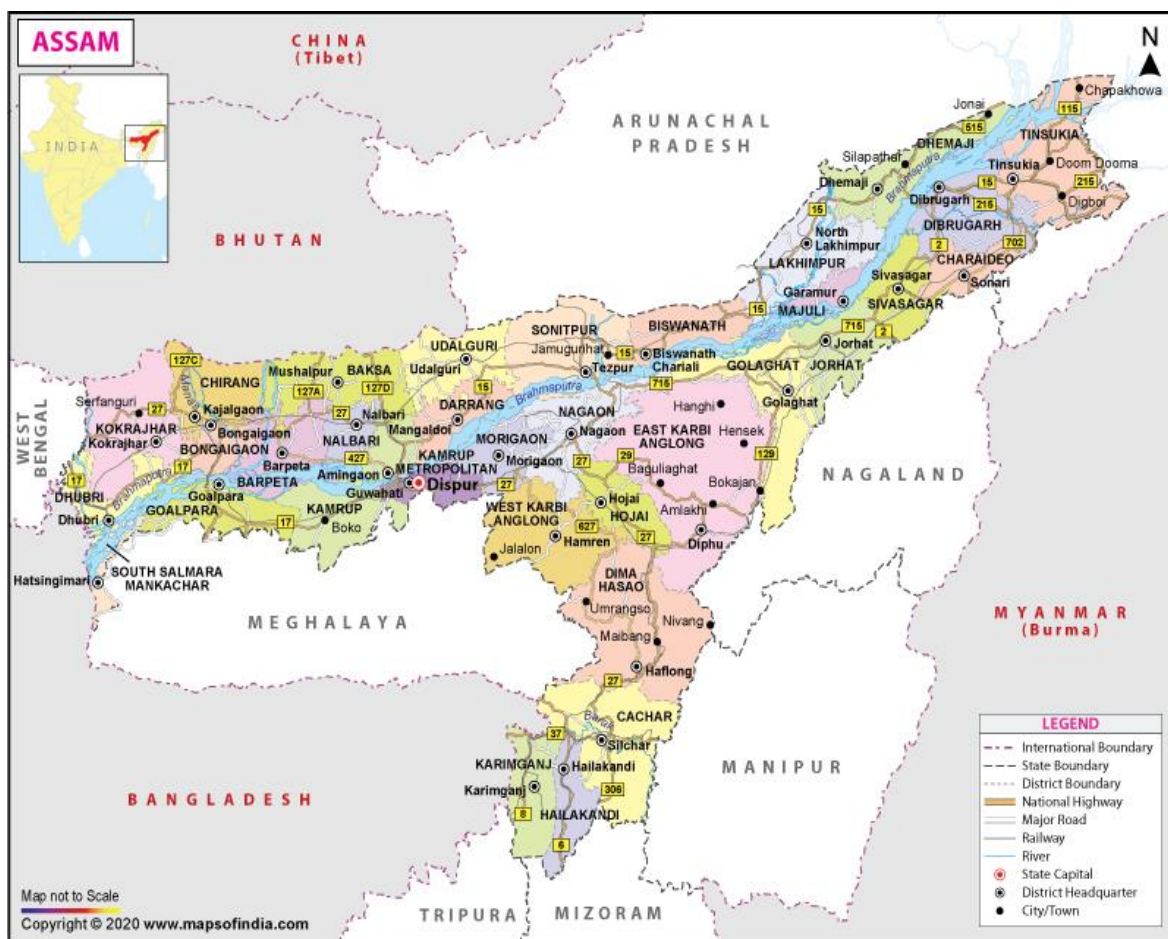 ASSAM
CHINA
(Tibet)
N
INDIA
ARUNACHAL
PRADESH
BHUTAN
Chapakhowa
115
Jonai
515
TINSUKIA
DHEMAJI
Silapathar
Tinsukia
Doom Dooma
Dhemaji
Brahmaputra
15
215
Dibrugarh
Digboi
215
15
DIBRUGARH
North
Lakhimpur
2
702
LAKHIMPUR
CHARAIDEO
Sivasagar
Sonari
Garamur
MAJULI
SIVASAGAR
15
SONITPUR
BISWANATH
715
2
Jorhat
127C
UDALGURI
Jamugurihat
15
Biswanath
Chariali
GOLAGHAT
JORHAT
Mushalpur
BAKSA
Udalguri
Tezpur
CHIRANG
127A
127D
15
Brahmaputra
715
Golaghat
Manas
Serfanguri
27
Kajalgaon
27
Nalbari
DARRANG
NAGAON
Hanghi
WEST
BENGAL
KOKRAJHAR
Kokrajhar
Bongaigaon
NALBARI
Mangaldoi
MORIGAON
Nagaon
EAST KARBI
ANGLONG
Hensek
BONGAIGAON
427
KAMRUP
METROPOLITAN
Morigaon
27
29
129
NAGALAND
17
Barpeta
Amingaon
Baguliaghat
17
Brahmaputra
Goalpara
BARPETA
Guwahati
Dispur
27
Bokajan
DHUBRI
GOALPARA
KAMRUP
WEST KARBI
ANGLONG
Hojai
HOJAI
Amlakhi
Dhubri
17
Boko
627
27
Hamren
Diphu
Jalalon
SOUTH SALMARA
MANKACHAR
Hatsingimari
DIMA
HASAO
MEGHALAYA
Umrangso
Nivang
MYANMAR
(Burma)
Maibang
Haflong
27
CACHAR
Barak
37
Silchar
KARIMGANJ
Hailakandi
Karimganj
306
MANIPUR
BANGLADESH
8
HAILAKANDI
6
LEGEND
International Boundary
State Boundary
District Boundary
National Highway
Major Road
Railway
River
State Capital
District Headquarter
City/Town
Map not to Scale
TRIPURA
MIZORAM
Copyright © 2020 www.mapsofindia.com